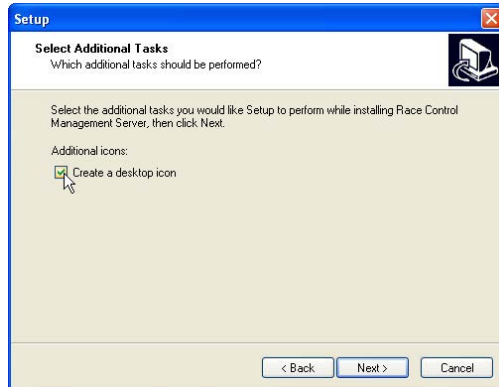 Setup
Select Additional Tasks
Which additional tasks should be performed?
Select the additional tasks you would like Setup to perform while installing Race Control
Management Server, then click Next.
Additional icons:
Create a desktop icon
< Back Next > Cancel